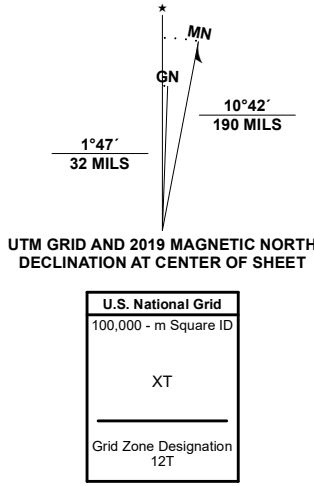 ★
MN
GN
1°47´
32 MILS
10°42´
190 MILS
UTM GRID AND 2019 MAGNETIC NORTH
DECLINATION AT CENTER OF SHEET
U.S. National Grid
100,000 - m Square ID
XT
Grid Zone Designation
12T